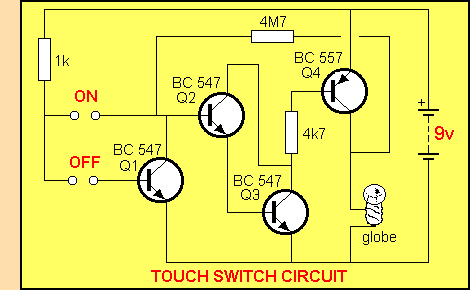 4M7
1k
BC 557
Q4
BC 547
Q2
ON
+
9v
4k7
BC 547
Q1
OFF
BC 547
Q3
globe
TOUCH SWITCH CIRCUIT